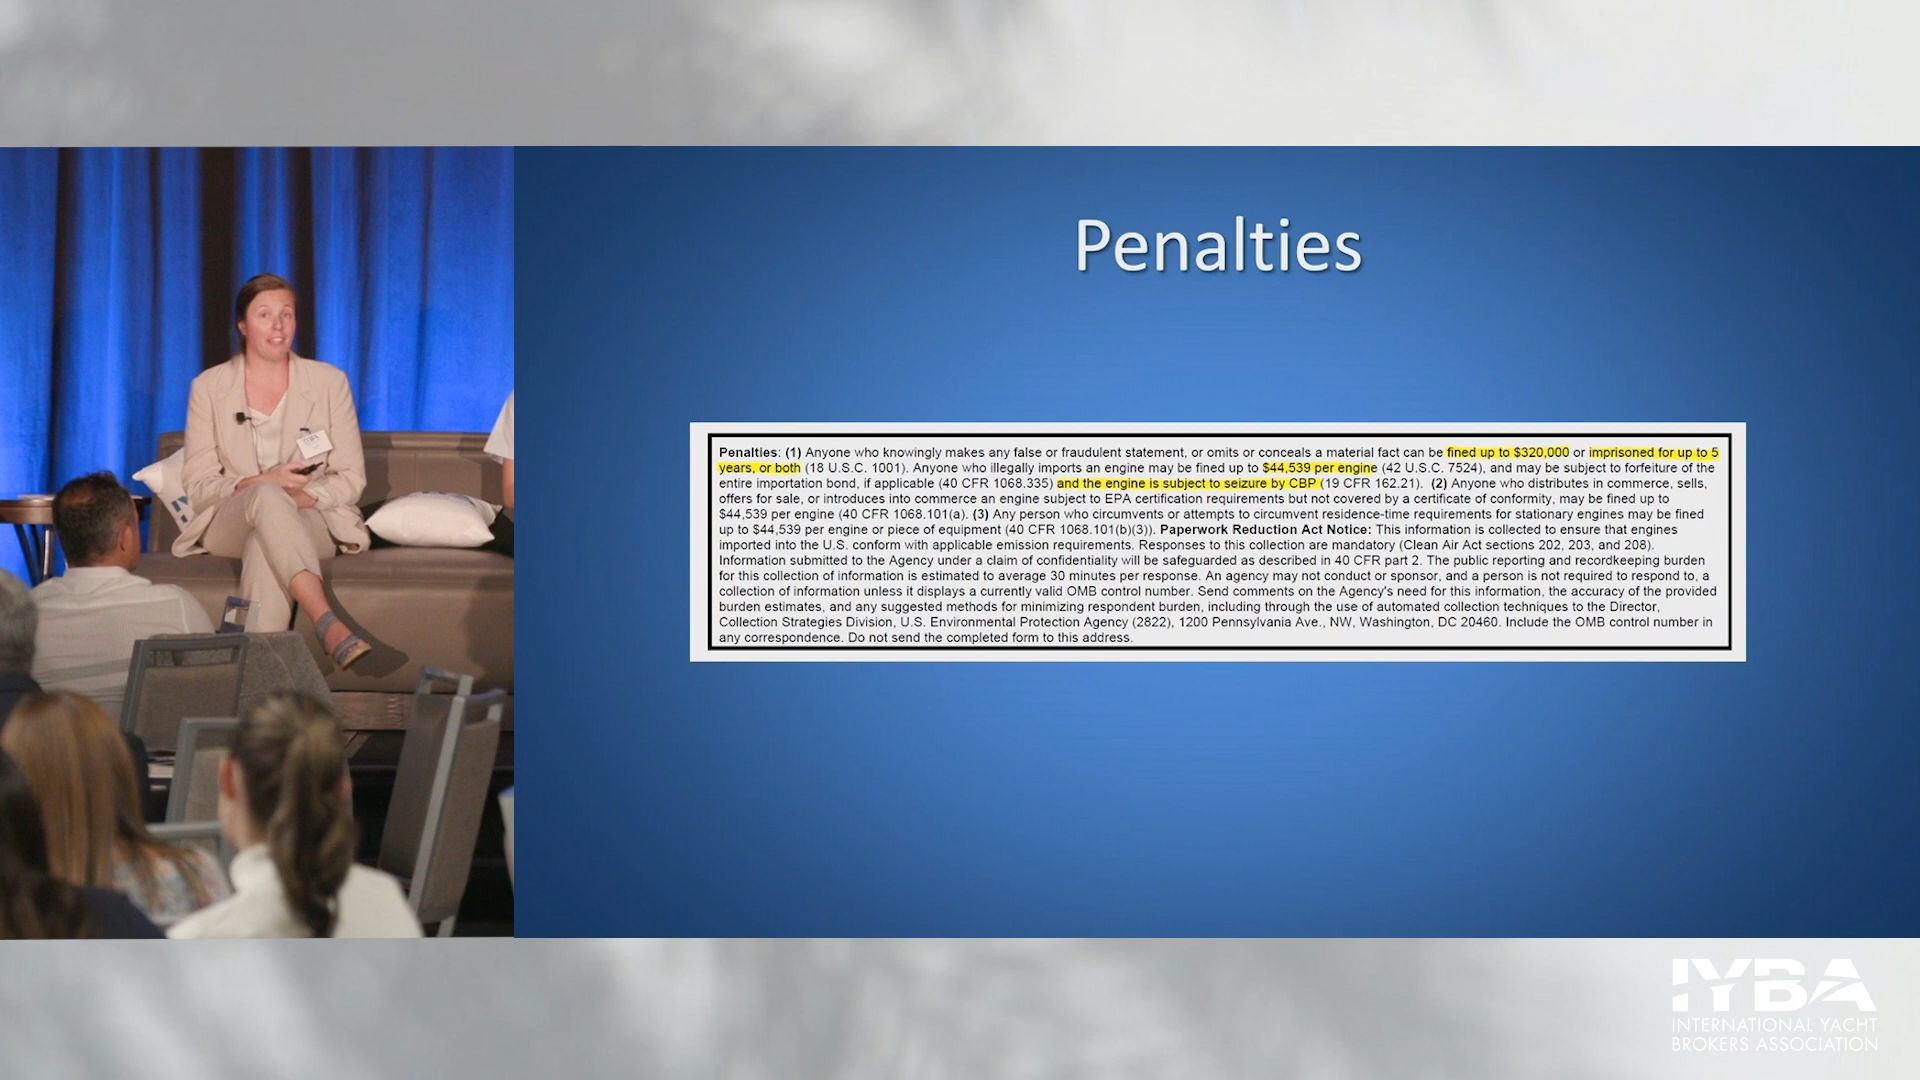 Penalties
Penalties: (1) Anyone who knowingly makes any false or fraudulent statement, or omits or conceals a material fact can be fined up to $320,000 or imprisoned for up to 5
years, or both (18 U.S.C. 1001). Anyone who illegally imports an engine may be fined up to $44,539 per engine (42 U.S.C. 7524), and may be subject to forfeiture of the
entire importation bond, if applicable (40 CFR 1068.335) and the engine is subject to seizure by CBP (19 CFR 162.21). (2) Anyone who distributes in commerce, sells,
offers for sale, or introduces into commerce an engine subject to EPA certification requirements but not covered by a certificate of conformity, may be fined up to
$44,539 per engine (40 CFR 1068.101(a). (3) Any person who circumvents or attempts to circumvent residence-time requirements for stationary engines may be fined
up to $44,539 per engine or piece of equipment (40 CFR 1068.101(b)(3)). Paperwork Reduction Act Notice: This information is collected to ensure that engines
imported into the U.S. conform with applicable emission requirements. Responses to this collection are mandatory (Clean Air Act sections 202, 203, and 208).
Information submitted to the Agency under a claim of confidentiality will be safeguarded as described in 40 CFR part 2. The public reporting and recordkeeping burden
for this collection of information is estimated to average 30 minutes per response. An agency may not conduct or sponsor, and a person is not required to respond to, a
collection of information unless it displays a currently valid OMB control number. Send comments on the Agency's need for this information, the accuracy of the provided
burden estimates, and any suggested methods for minimizing respondent burden, including through the use of automated collection techniques to the Director,
Collection Strategies Division, U.S. Environmental Protection Agency (2822), 1200 Pennsylvania Ave., NW, Washington, DC 20460. Include the OMB control number in
any correspondence. Do not send the completed form to this address.
IYBA
INTERNATIONAL YACHT
BROKERS ASSOCIATION